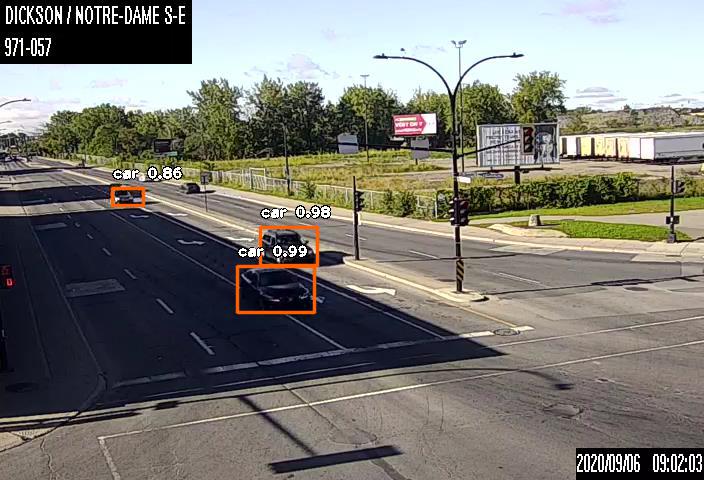 DICKSON / NOTRE-DAME S-E
971-057
car 0.86
car 0.98
car 0.99
2020/09/06 09:02:03